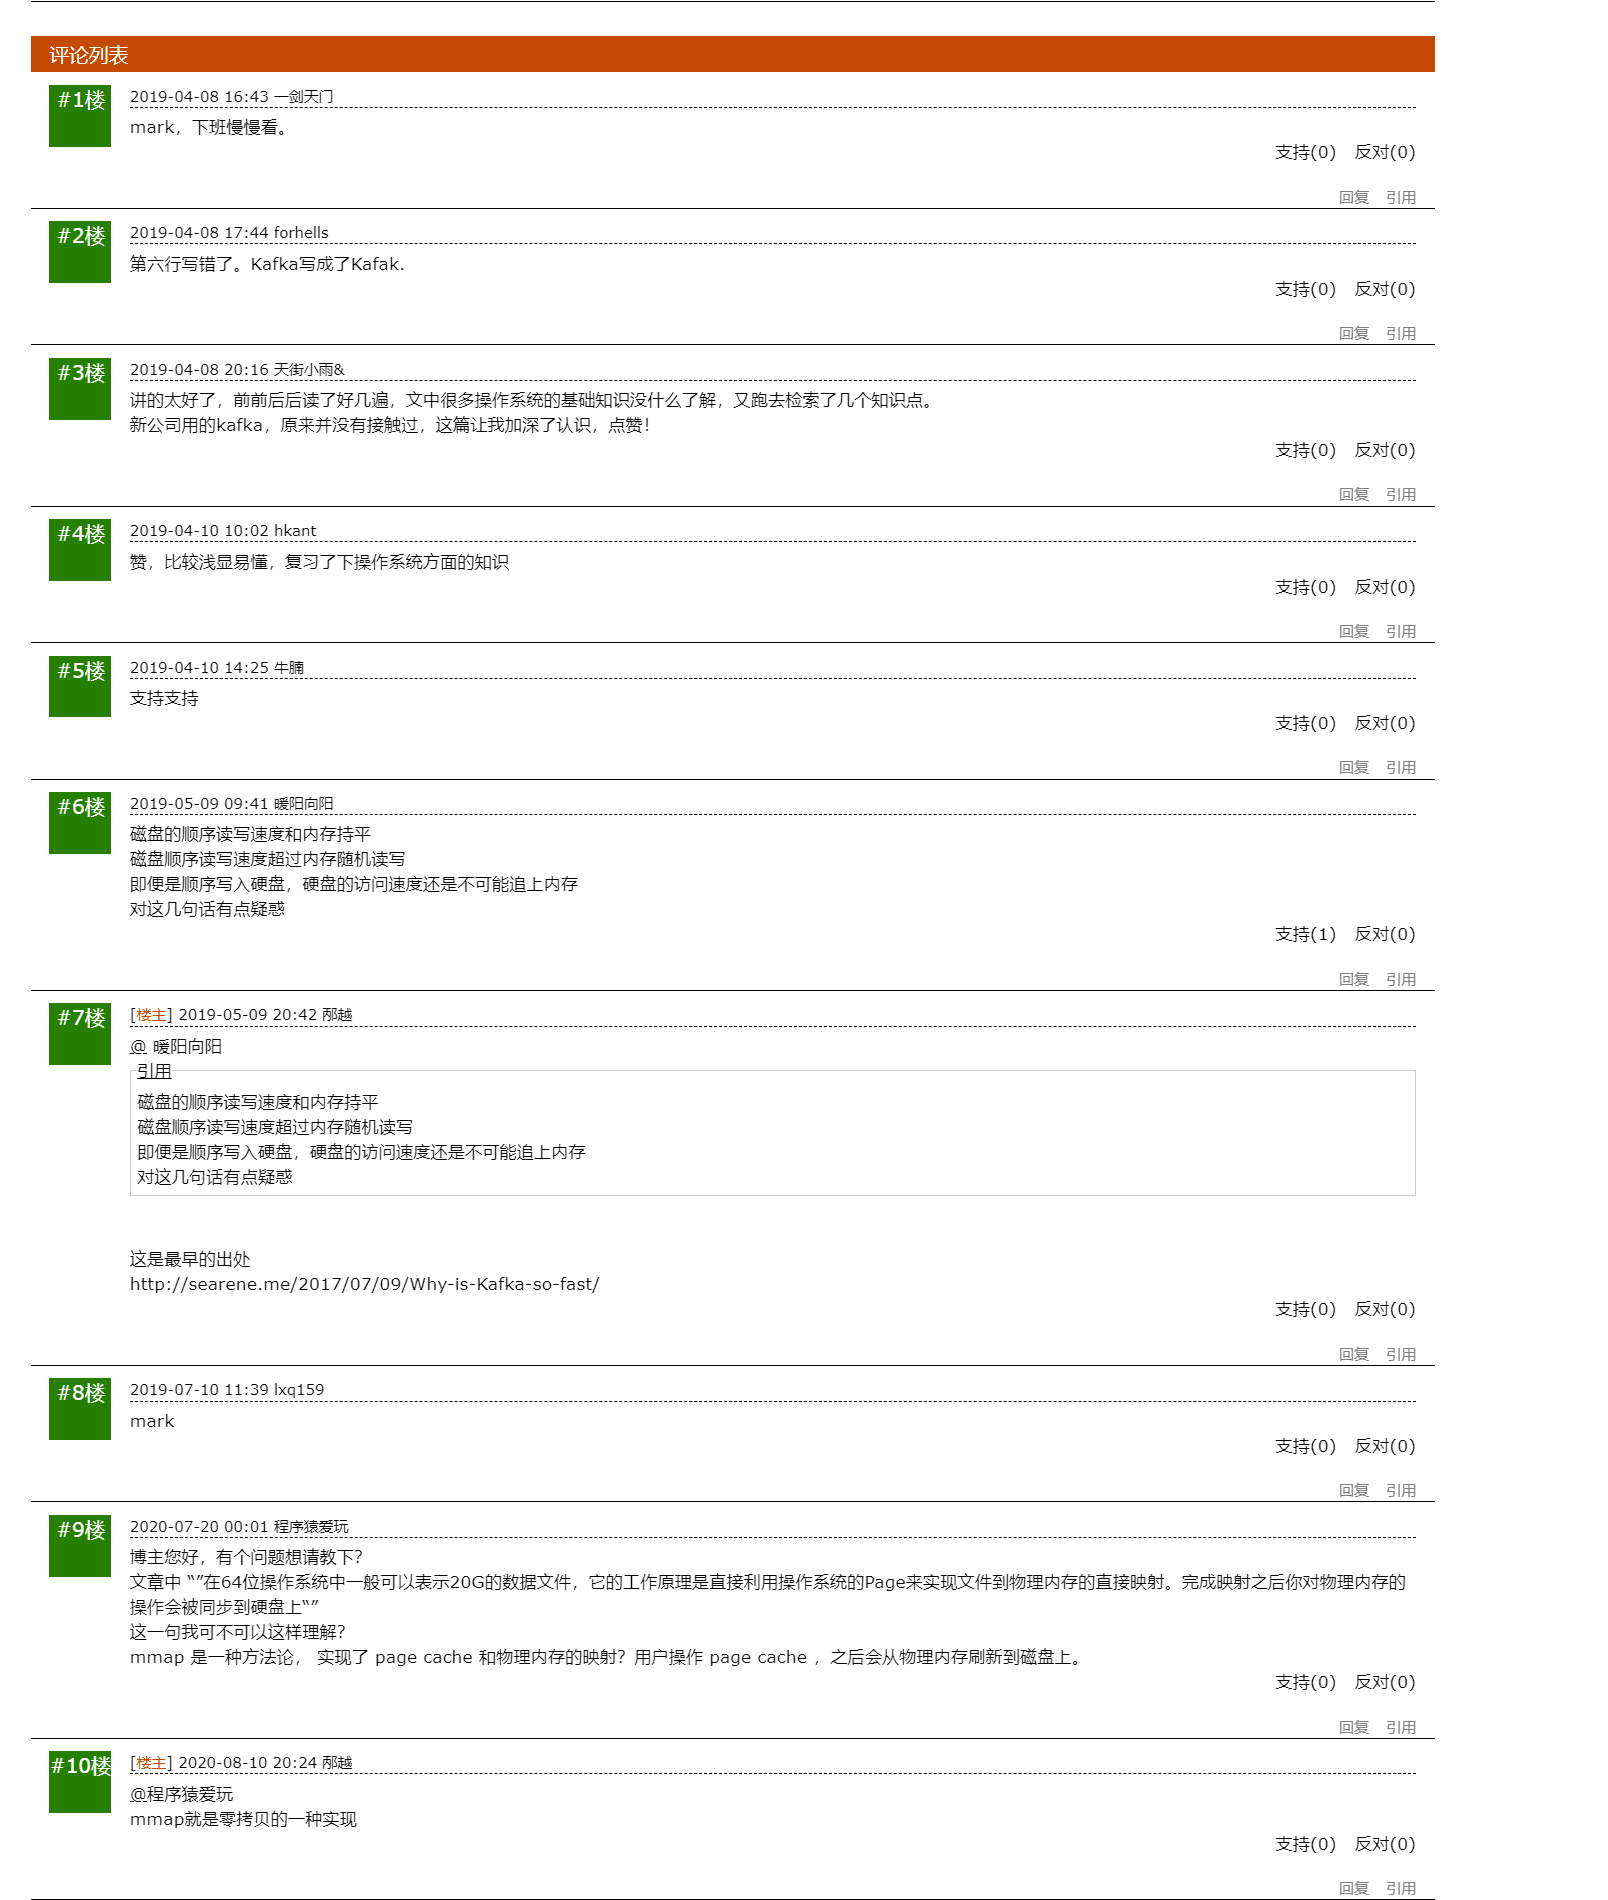 评论列表
#1楼
2019-04-08 16:43 一剑天门
mark，下班慢慢看。
支持(0) 反对(0)
回复 引用
#2楼
2019-04-08 17:44 forhells
第六行写错了。Kafka写成了Kafak.
支持(0) 反对(0)
回复 引用
#3楼
2019-04-08 20:16 天街小雨&
讲的太好了，前前后后读了好几遍，文中很多操作系统的基础知识没什么了解，又跑去检索了几个知识点。
新公司用的kafka，原来并没有接触过，这篇让我加深了认识，点赞！
支持(0) 反对(0)
回复 引用
#4楼
2019-04-10 10:02 hkant
赞，比较浅显易懂，复习了下操作系统方面的知识
支持(0) 反对(0)
回复 引用
#5楼
2019-04-10 14:25 牛腩
支持支持
支持(0) 反对(0)
回复 引用
#6楼
2019-05-09 09:41 暖阳向阳
磁盘的顺序读写速度和内存持平
磁盘顺序读写速度超过内存随机读写
即便是顺序写入硬盘，硬盘的访问速度还是不可能追上内存
对这几句话有点疑惑
支持(1) 反对(0)
回复 引用
#7楼
[楼主] 2019-05-09 20:42 邴越
@ 暖阳向阳
引用
磁盘的顺序读写速度和内存持平
磁盘顺序读写速度超过内存随机读写
即便是顺序写入硬盘，硬盘的访问速度还是不可能追上内存
对这几句话有点疑惑
这是最早的出处
http://searene.me/2017/07/09/Why-is-Kafka-so-fast/
支持(0) 反对(0)
回复 引用
#8楼
2019-07-10 11:39 lxq159
mark
支持(0) 反对(0)
回复 引用
#9楼
2020-07-20 00:01 程序猿爱玩
博主您好，有个问题想请教下？
文章中 “”在64位操作系统中一般可以表示20G的数据文件，它的工作原理是直接利用操作系统的Page来实现文件到物理内存的直接映射。完成映射之后你对物理内存的
操作会被同步到硬盘上“”
这一句我可不可以这样理解？
mmap 是一种方法论， 实现了 page cache 和物理内存的映射？用户操作 page cache ，之后会从物理内存刷新到磁盘上。
支持(0) 反对(0)
回复 引用
#10楼
[楼主] 2020-08-10 20:24 邴越
@程序猿爱玩
mmap就是零拷贝的一种实现
支持(0) 反对(0)
回复 引用